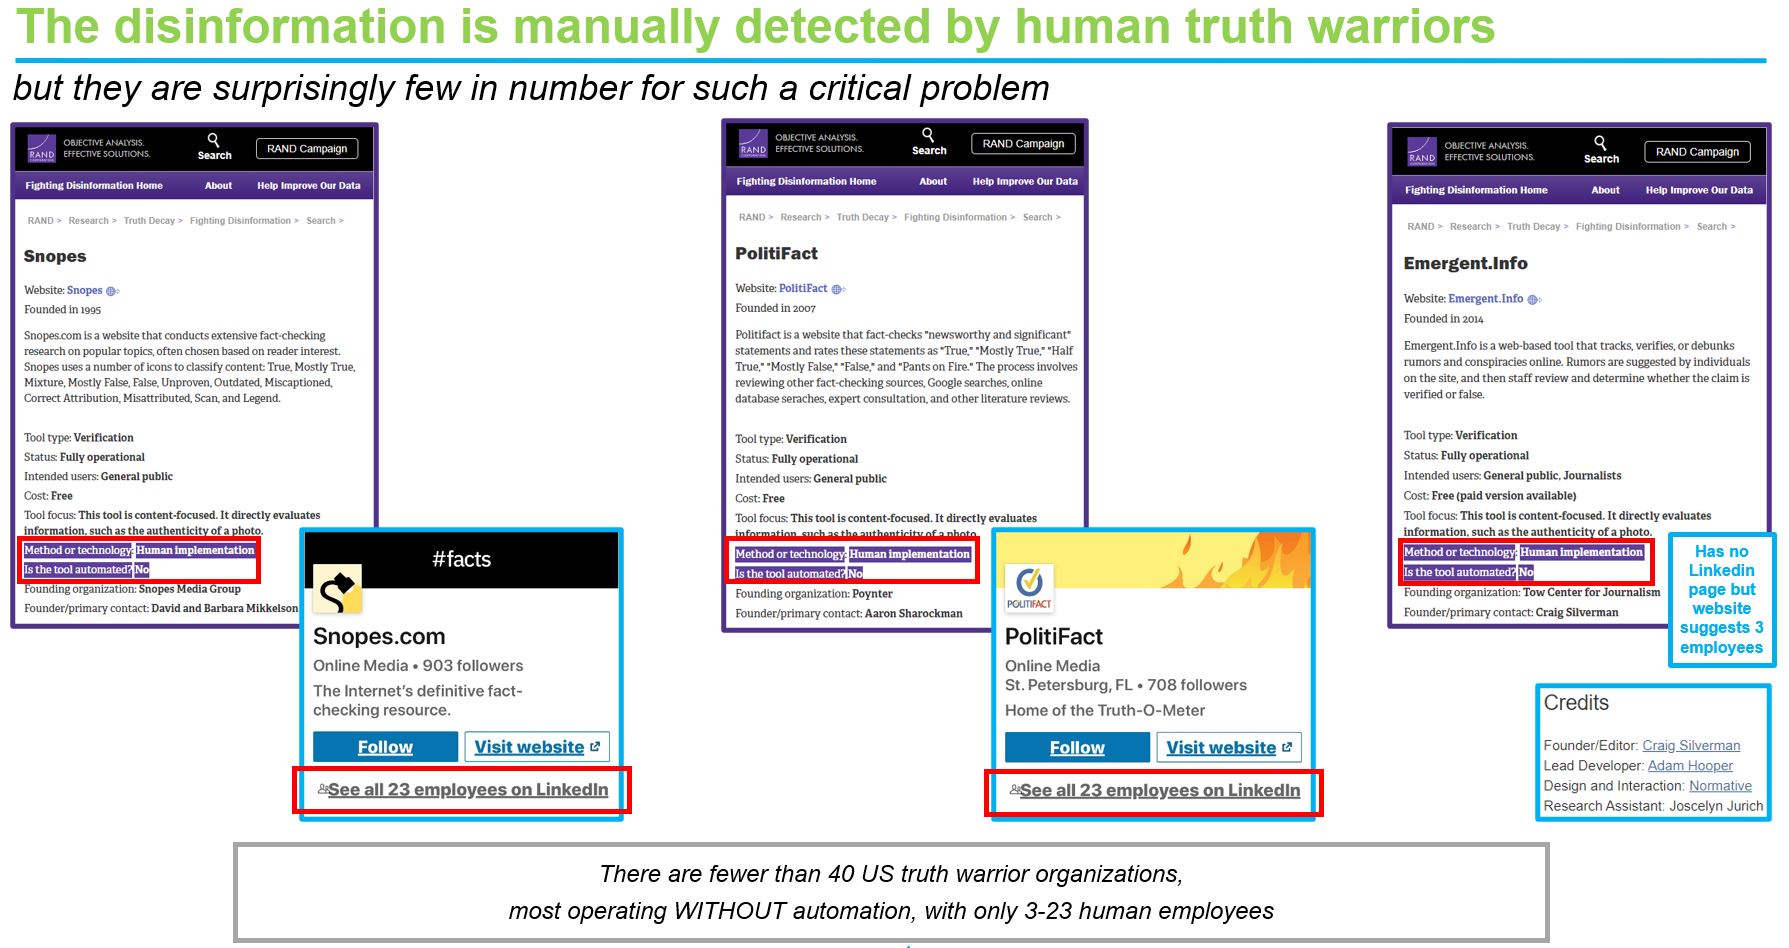 The disinformation is manually detected by human truth warriors
but they are surprisingly few in number for such a critical problem
RAND
CORPORATION
OBJECTIVE ANALYSIS.
EFFECTIVE SOLUTIONS.
Search
RAND Campaign
Fighting Disinformation Home
About
Help Improve Our Data
RAND > Research > Truth Decay > Fighting Disinformation > Search >
Snopes
Website: Snopes
Founded in 1995
Snopes.com is a website that conducts extensive fact-checking
research on popular topics, often chosen based on reader interest.
Snopes uses a number of icons to classify content: True, Mostly True,
Mixture, Mostly False, False, Unproven, Outdated, Miscaptioned,
Correct Attribution, Misattributed, Scan, and Legend.
Tool type: Verification
Status: Fully operational
Intended users: General public
Cost: Free
Tool focus: This tool is content-focused. It directly evaluates
information, such as the authenticity of a photo.
Method or technology: Human implementation
Is the tool automated? No
Founding organization: Snopes Media Group
Founder/primary contact: David and Barbara Mikkelson
#facts
Snopes.com
Online Media • 903 followers
The Internet's definitive fact-
checking resource.
Follow
Visit website
See all 23 employees on LinkedIn
RAND
CORPORATION
OBJECTIVE ANALYSIS.
EFFECTIVE SOLUTIONS.
Search
RAND Campaign
Fighting Disinformation Home
About
Help Improve Our Data
RAND > Research > Truth Decay > Fighting Disinformation > Search >
PolitiFact
Website: PolitiFact
Founded in 2007
Politifact is a website that fact-checks "newsworthy and significant"
statements and rates these statements as "True," "Mostly True," "Half
True," "Mostly False," "False," and "Pants on Fire." The process involves
reviewing other fact-checking sources, Google searches, online
database seraches, expert consultation, and other literature reviews.
Tool type: Verification
Status: Fully operational
Intended users: General public
Cost: Free
Tool focus: This tool is content-focused. It directly evaluates
information, such as the authenticity of a photo.
Method or technology: Human implementation
Is the tool automated? No
Founding organization: Poynter
Founder/primary contact: Aaron Sharockman
POLITIFACT
PolitiFact
Online Media
St. Petersburg, FL • 708 followers
Home of the Truth-O-Meter
Follow
Visit website
See all 23 employees on LinkedIn
RAND
CORPORATION
OBJECTIVE ANALYSIS.
EFFECTIVE SOLUTIONS.
Search
RAND Campaign
Fighting Disinformation Home
About
Help Improve Our Data
RAND > Research > Truth Decay > Fighting Disinformation > Search >
Emergent.Info
Website: Emergent.Info
Founded in 2014
Emergent.Info is a web-based tool that tracks, verifies, or debunks
rumors and conspiracies online. Rumors are suggested by individuals
on the site, and then staff review and determine whether the claim is
verified or false.
Tool type: Verification
Status: Fully operational
Intended users: General public, Journalists
Cost: Free (paid version available)
Tool focus: This tool is content-focused. It directly evaluates
information, such as the authenticity of a photo.
Method or technology: Human implementation
Is the tool automated? No
Founding organization: Tow Center for Journalism
Founder/primary contact: Craig Silverman
Has no
Linkedin
page but
website
suggests 3
employees
Credits
Founder/Editor: Craig Silverman
Lead Developer: Adam Hooper
Design and Interaction: Normative
Research Assistant: Joscelyn Jurich
There are fewer than 40 US truth warrior organizations,
most operating WITHOUT automation, with only 3-23 human employees